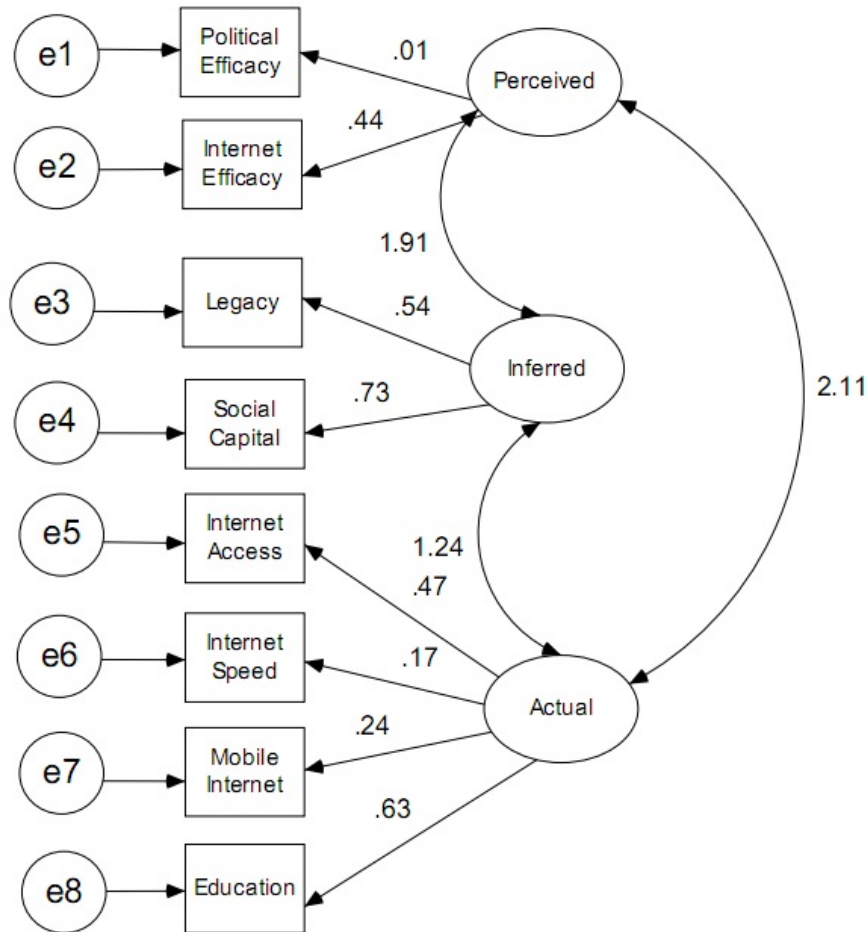 e1
Political
Efficacy
.01
Perceived
e2
Internet
Efficacy
.44
1.91
e3
Legacy
.54
Inferred
2.11
e4
Social
Capital
.73
e5
Internet
Access
1.24
.47
e6
Internet
Speed
.17
Actual
e7
Mobile
Internet
.24
.63
e8
Education